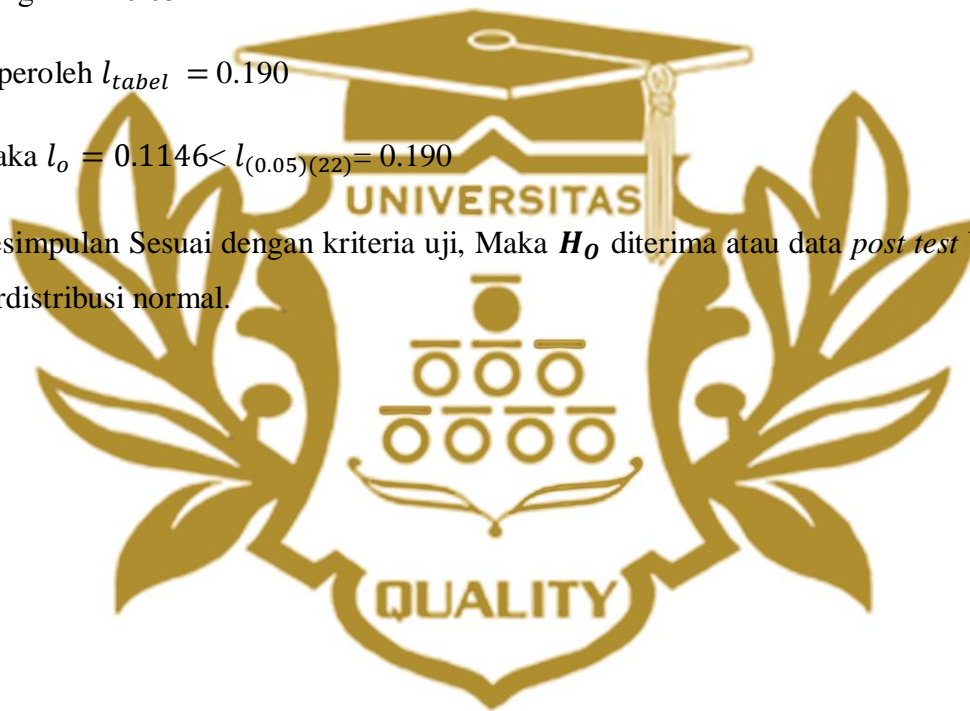 peroleh l_tabel = 0.190
aka l_o = 0.1146< l_(0.05)(22)= 0.190
UNIVERSITAS
esimpulan Sesuai dengan kriteria uji, Maka H_O diterima atau data post test
rdistribusi normal.
QUALITY